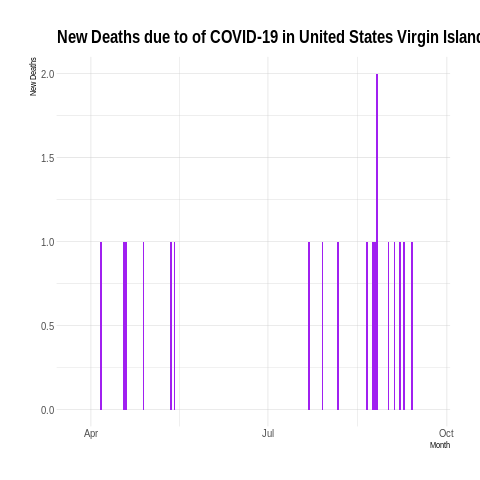 New Deaths due to of COVID-19 in United States Virgin Island
New Deaths
2.0
1.5
1.0
0.5
0.0
Apr
Jul
Oct
Month